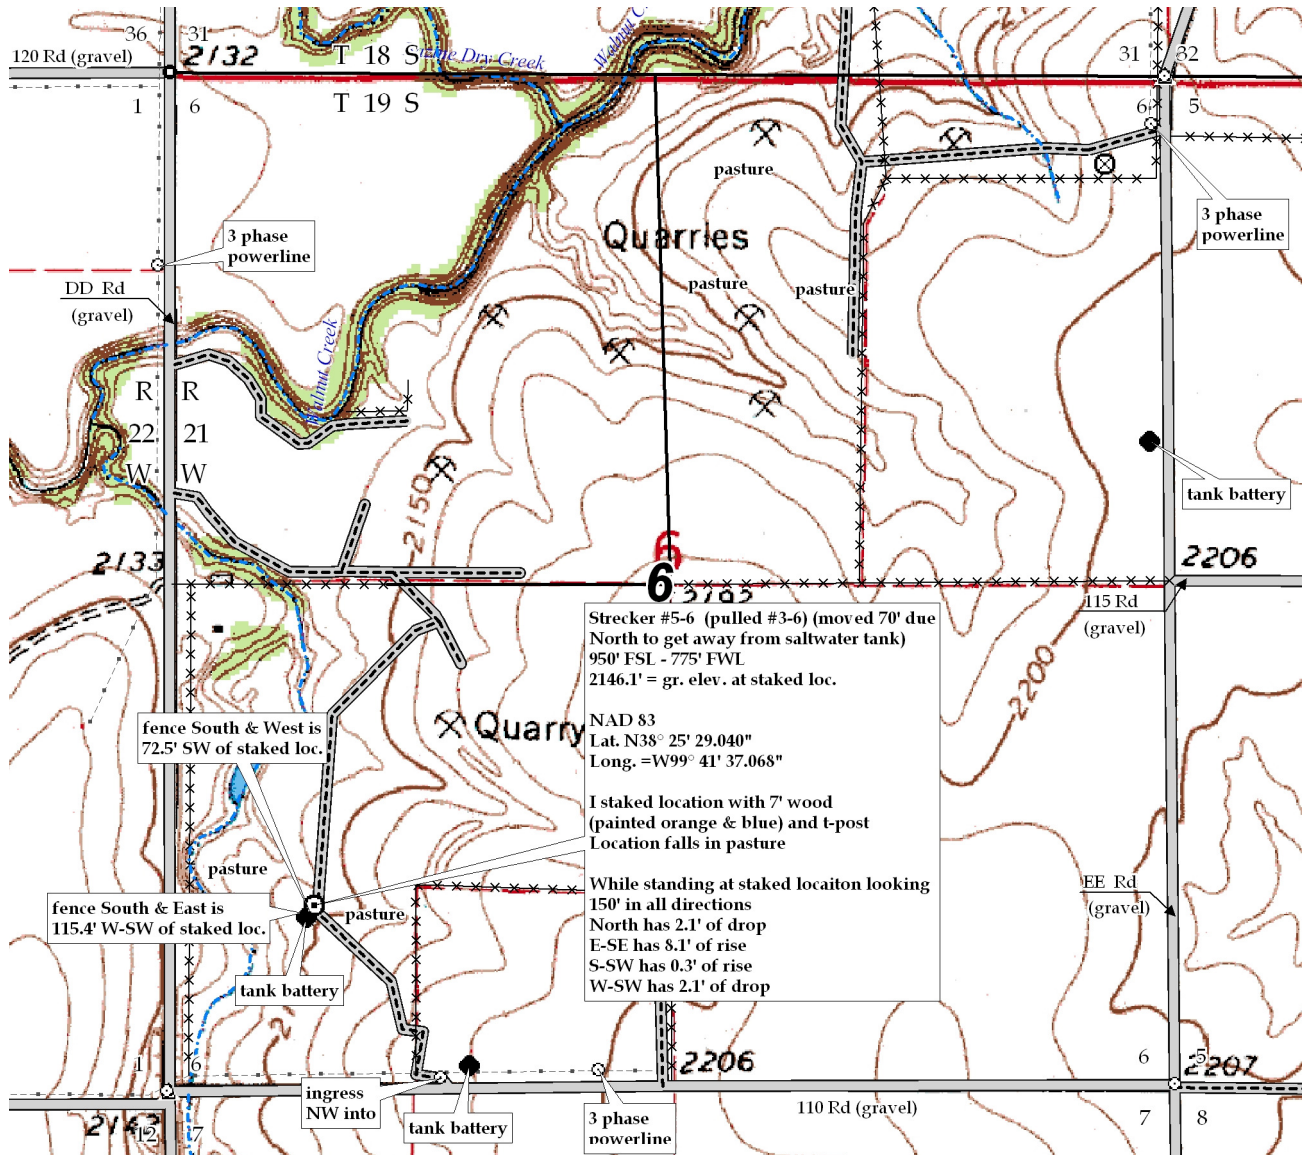 36 31
120 Rd (gravel)
2132
T 18 S
Dry Creek
Walnut C
31 32
1 6
T 19 S
6 5
pasture
3 phase
powerline
3 phase
powerline
Quarries
DD Rd
(gravel)
pasture
pasture
Walnut Creek
R R
22 21
W W
2150
tank battery
2133
6
6
2206
115 Rd
(gravel)
Strecker #5-6 (pulled #3-6) (moved 70' due
North to get away from saltwater tank)
950' FSL - 775' FWL
2146.1' = gr. elev. at staked loc.
NAD 83
Lat. N38° 25' 29.040"
Long. =W99° 41' 37.068"
I staked location with 7' wood
(painted orange & blue) and t-post
Location falls in pasture
While standing at staked locaiton looking
150' in all directions
North has 2.1' of drop
E-SE has 8.1' of rise
S-SW has 0.3' of rise
W-SW has 2.1' of drop
2200
fence South & West is
72.5' SW of staked loc.
Quarry
pasture
EE Rd
(gravel)
fence South & East is
115.4' W-SW of staked loc.
pasture
tank battery
1 6
2206
6 5
2207
ingress
NW into
tank battery
3 phase
powerline
110 Rd (gravel)
12 7
7 8